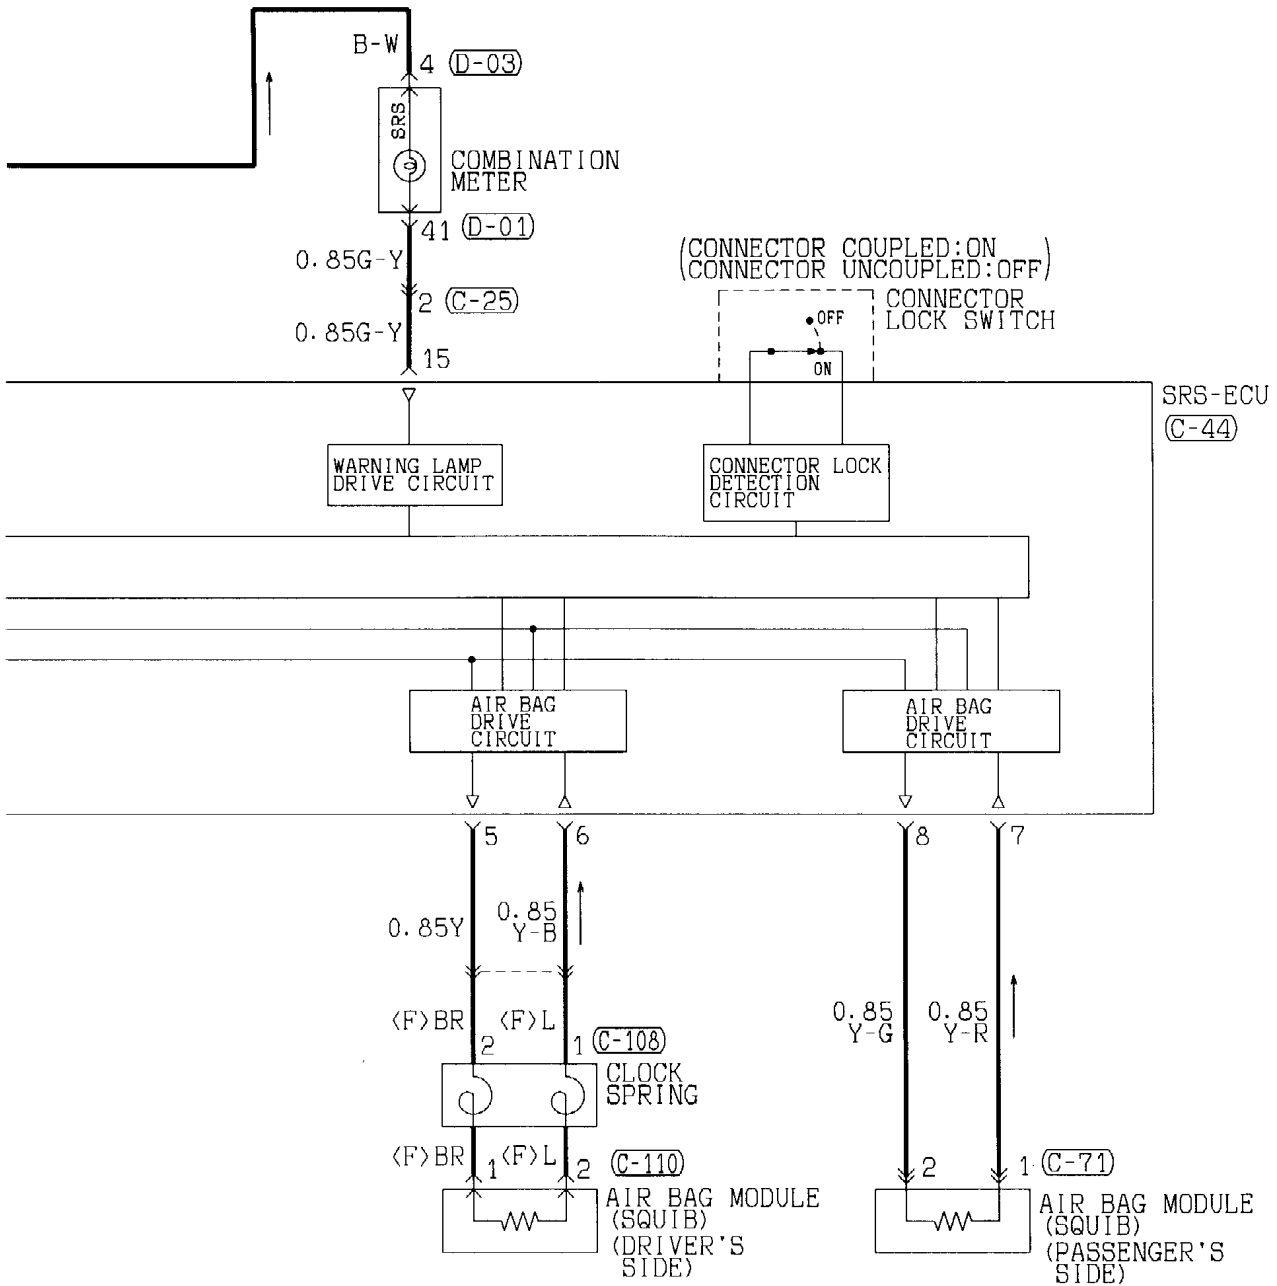 B-W
4 (D-03)
SRS
COMBINATION
METER
41 (D-01)
0.85G-Y
2 (C-25)
0.85G-Y
15
(CONNECTOR COUPLED:ON
CONNECTOR UNCOUPLED:OFF)
CONNECTOR
LOCK SWITCH
OFF
ON
SRS-ECU
(C-44)
WARNING LAMP
DRIVE CIRCUIT
CONNECTOR LOCK
DETECTION
CIRCUIT
AIR BAG
DRIVE
CIRCUIT
AIR BAG
DRIVE
CIRCUIT
5
6
8
7
0.85Y
0.85
Y-B
0.85
Y-G
0.85
Y-R
<F>BR
<F>L
2
1 (C-108)
CLOCK
SPRING
<F>BR
1
<F>L
2
(C-110)
AIR BAG MODULE
(SQUIB)
(DRIVER'S
SIDE)
2
1 (C-71)
AIR BAG MODULE
(SQUIB)
(PASSENGER'S
SIDE)